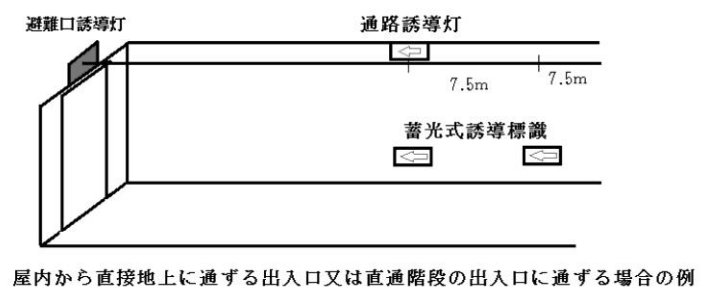 避難口誘導灯
通路誘導灯
7.5m
7.5m
蓄光式誘導標識
屋内から直接地上に通ずる出入口又は直通階段の出入口に通ずる場合の例